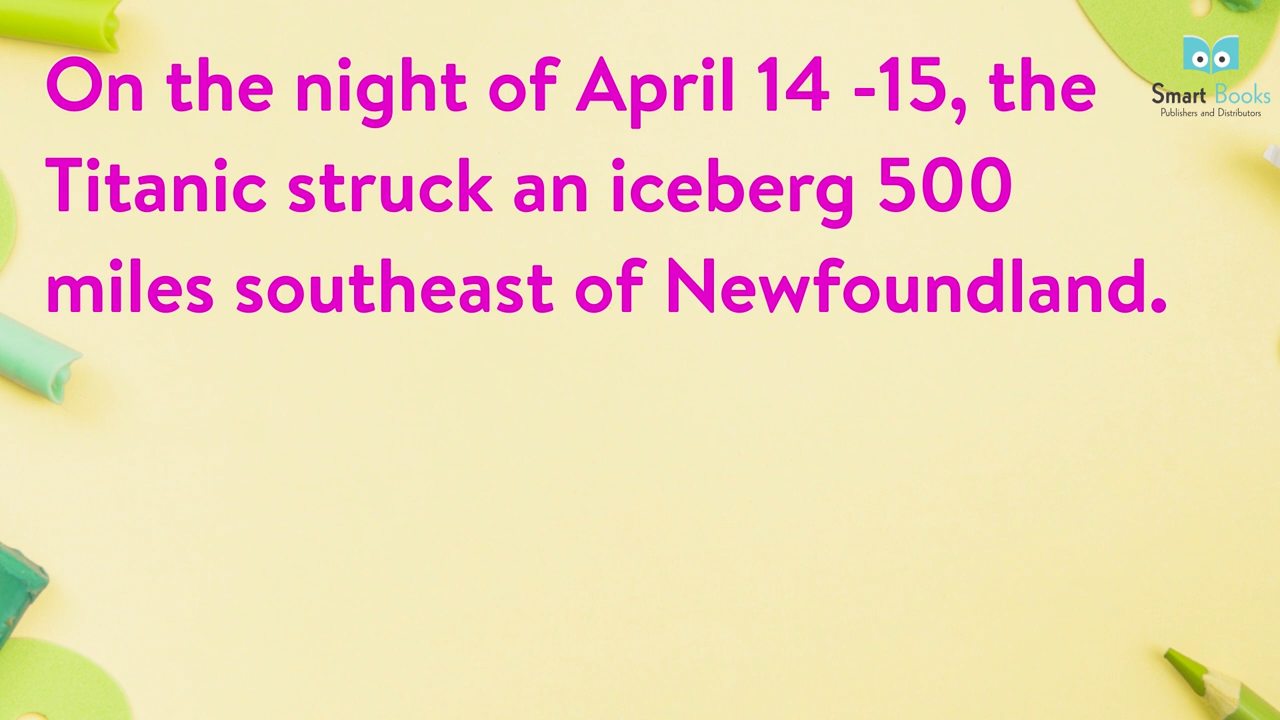 On the night of April 14 -15, the
Titanic struck an iceberg 500
miles southeast of Newfoundland.
Smart Books
Publishers and Distributors